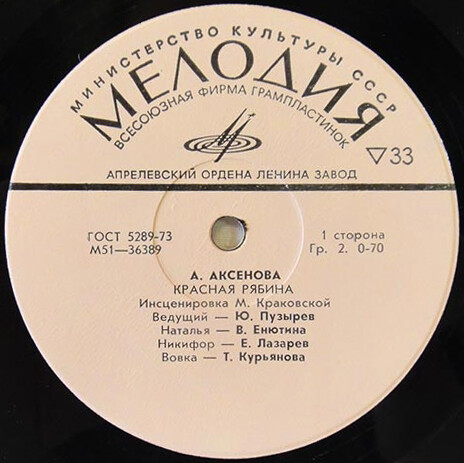 МИНИСТЕРСТВО КУЛЬТУРЫ СССР
МЕЛОДИЯ
ВСЕСОЮЗНАЯ ФИРМА ГРАМПЛАСТИНОК
▽33
АПРЕЛЕВСКИЙ ОРДЕНА ЛЕНИНА ЗАВОД
ГОСТ 5289-73
М51—36389
1 сторона
Гр. 2. 0-70
А. АКСЕНОВА
КРАСНАЯ РЯБИНА
Инсценировка М. Краковской
Ведущий — Ю. Пузырев
Наталья — В. Енютина
Никифор — Е. Лазарев
Вовка — Т. Курьянова